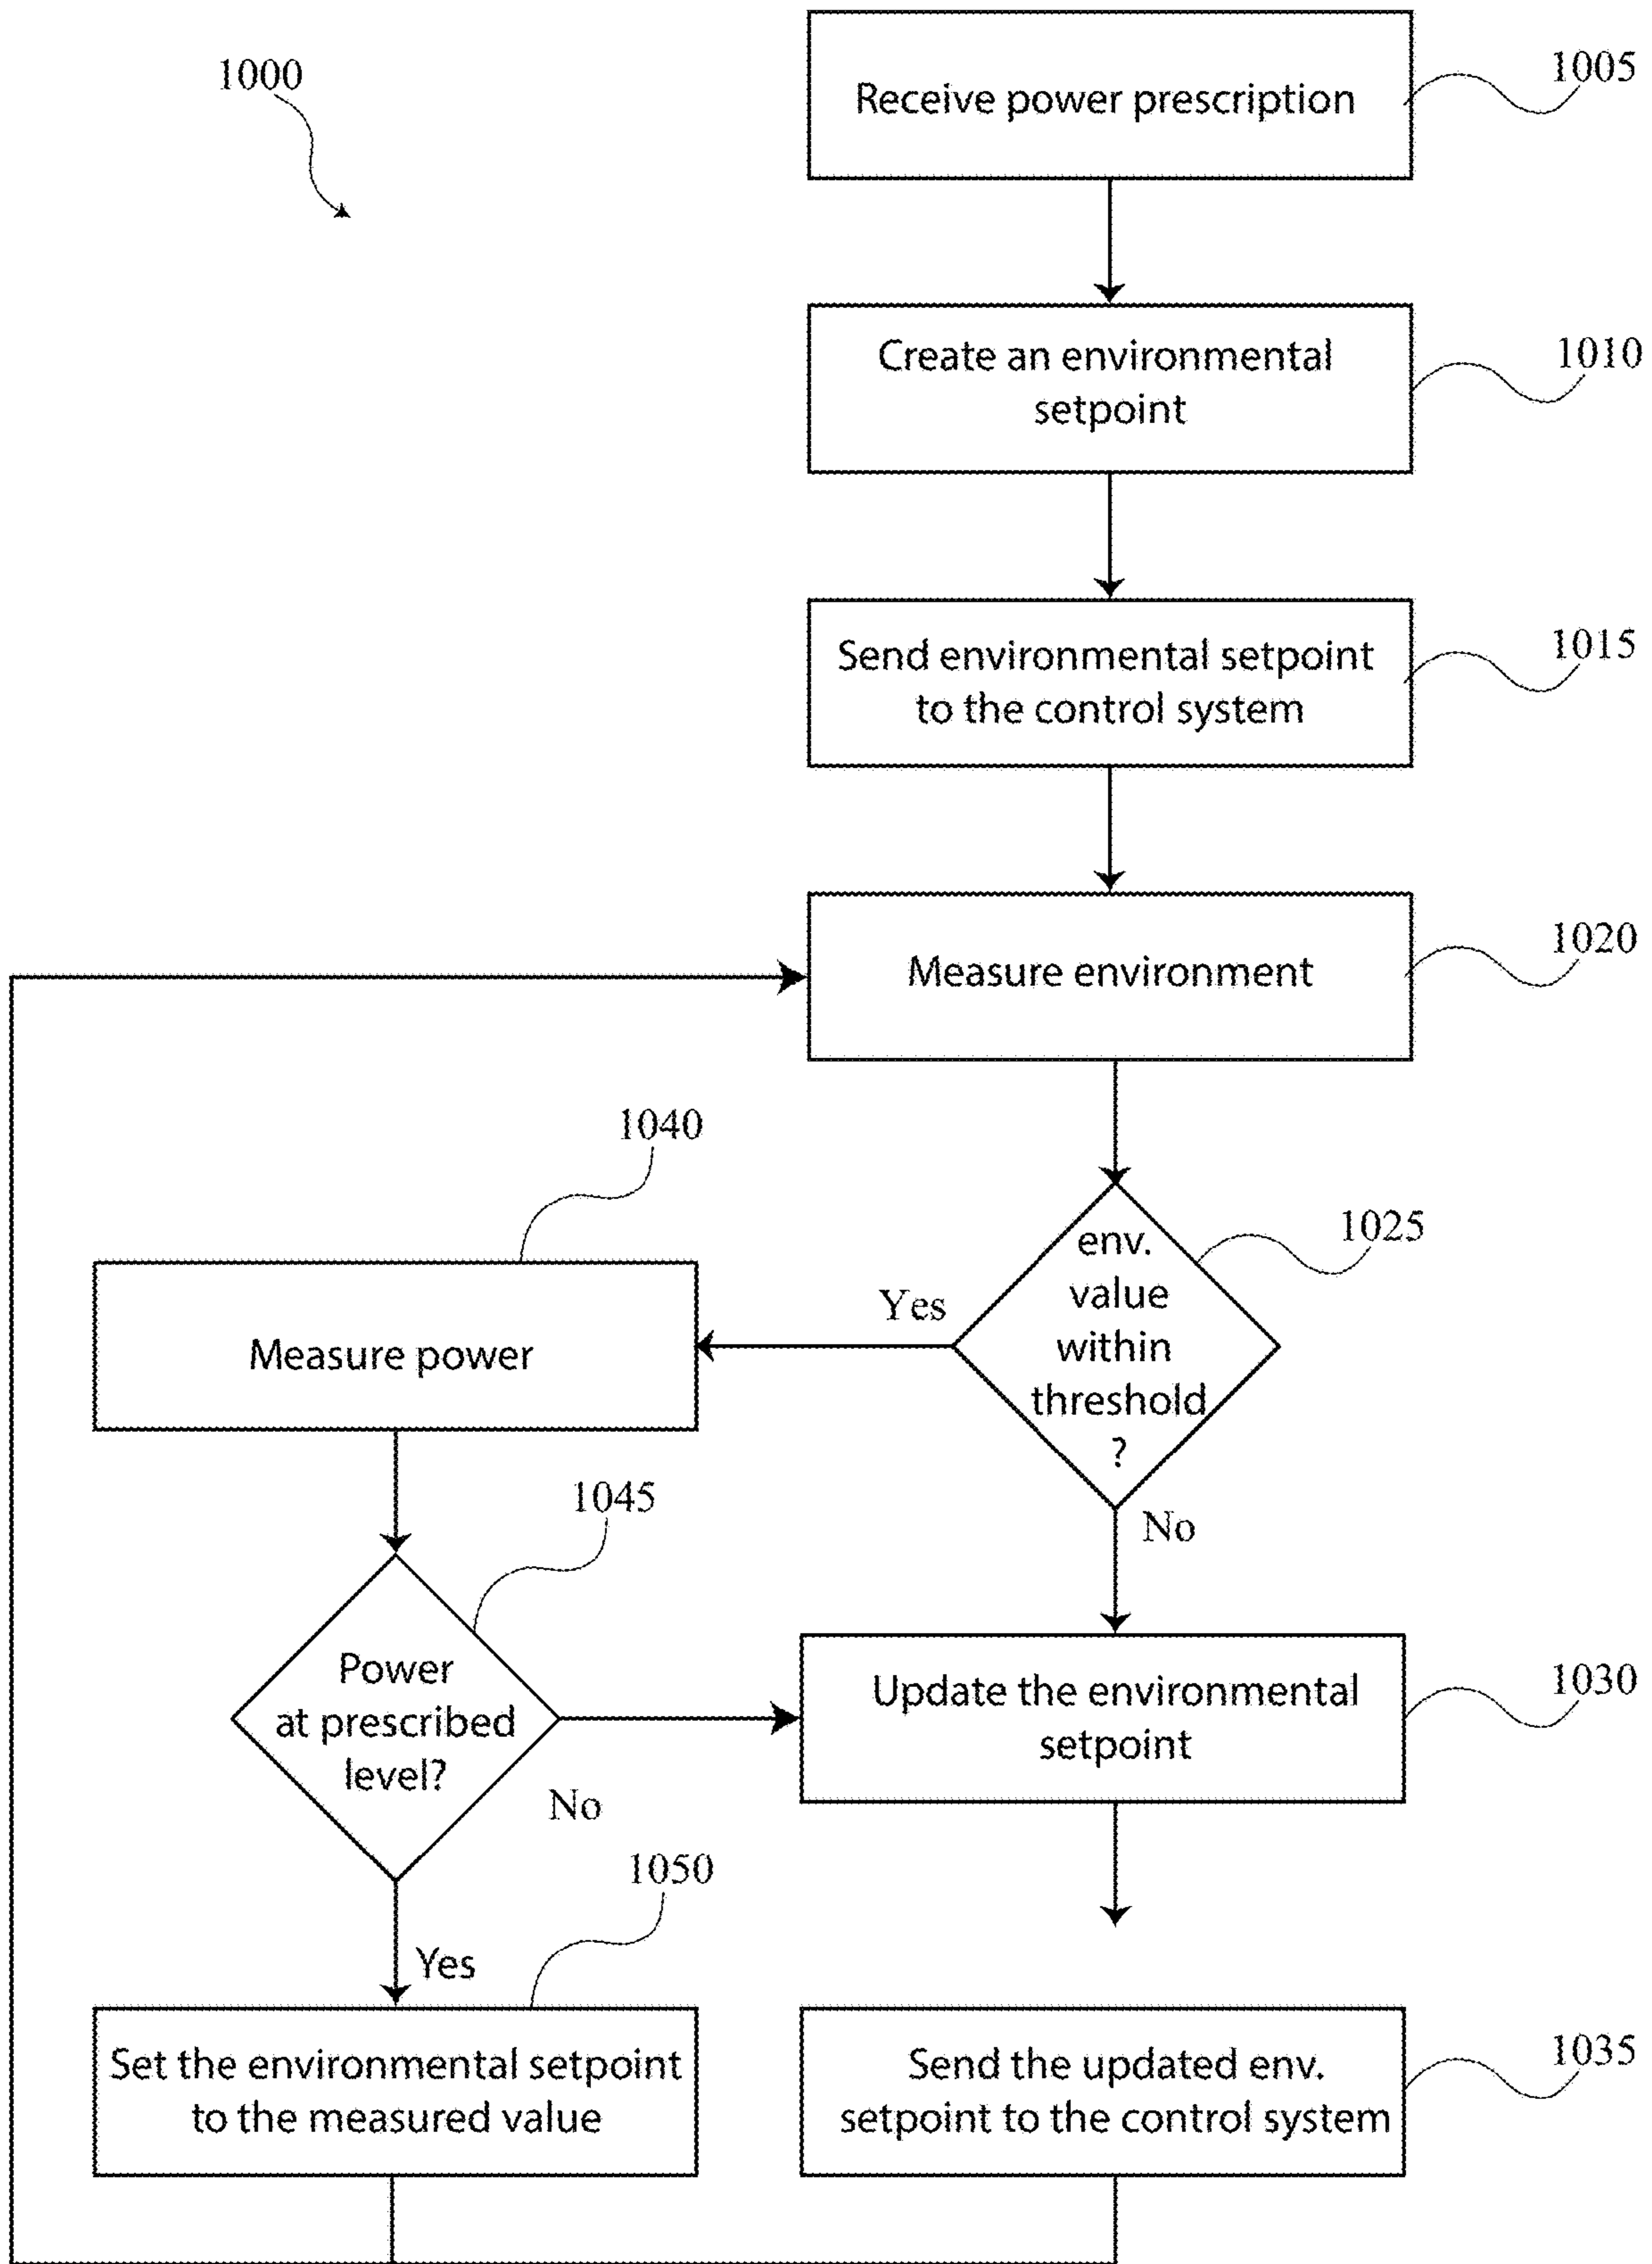 1000
Receive power prescription
1005
Create an environmental
setpoint
1010
Send environmental setpoint
to the control system
1015
Measure environment
1020
1040
env.
value
within
threshold
?
1025
Yes
Measure power
No
1045
Power
at prescribed
level?
No
Update the environmental
setpoint
1030
1050
Yes
Set the environmental setpoint
to the measured value
Send the updated env.
setpoint to the control system
1035